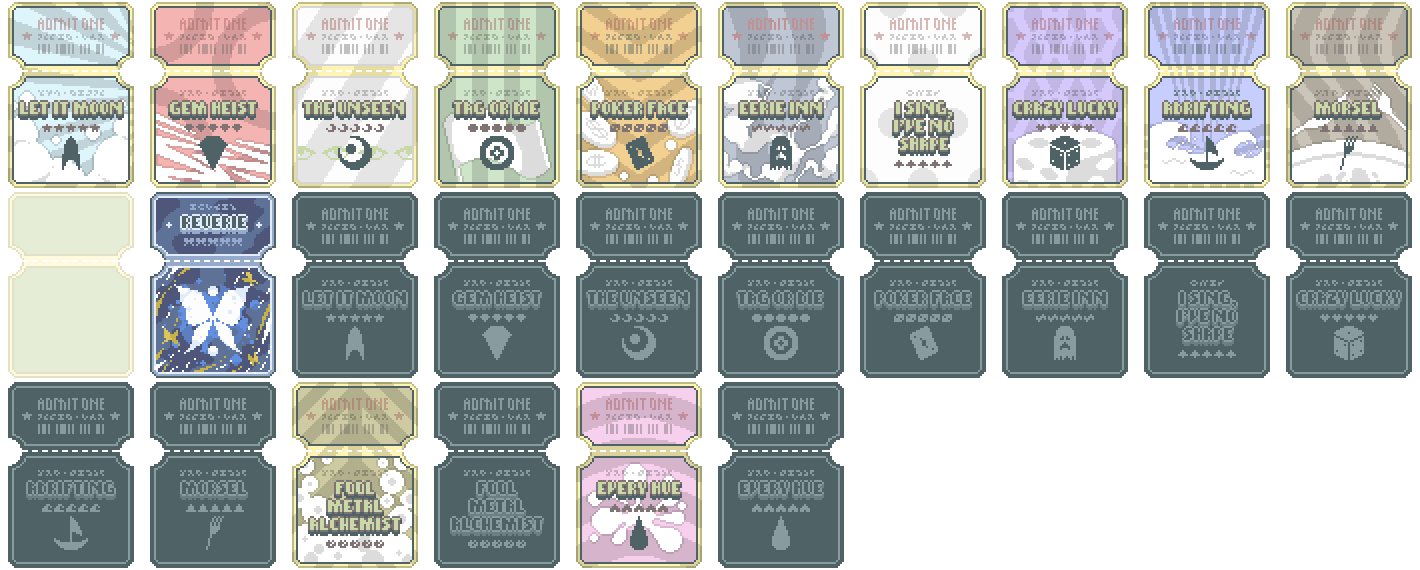 ADMIT ONE
LET IT MOON
ADMIT ONE
GEM HEIST
ADMIT ONE
THE UNSEEN
ADMIT ONE
TAG OR DIE
ADMIT ONE
POKER FACE
ADMIT ONE
EERIE INN
ADMIT ONE
I SING,
I'VE NO
SHAPE
ADMIT ONE
CRAZY LUCKY
ADMIT ONE
ADRIFTING
ADMIT ONE
MORSEL
REVERIE
ADMIT ONE
LET IT MOON
ADMIT ONE
GEM HEIST
ADMIT ONE
THE UNSEEN
ADMIT ONE
TAG OR DIE
ADMIT ONE
POKER FACE
ADMIT ONE
EERIE INN
ADMIT ONE
I SING,
I'VE NO
SHAPE
ADMIT ONE
CRAZY LUCKY
ADMIT ONE
ADRIFTING
ADMIT ONE
MORSEL
ADMIT ONE
FOOL
METAL
ALCHEMIST
ADMIT ONE
FOOL
METAL
ALCHEMIST
ADMIT ONE
EVERY HUE
ADMIT ONE
EVERY HUE